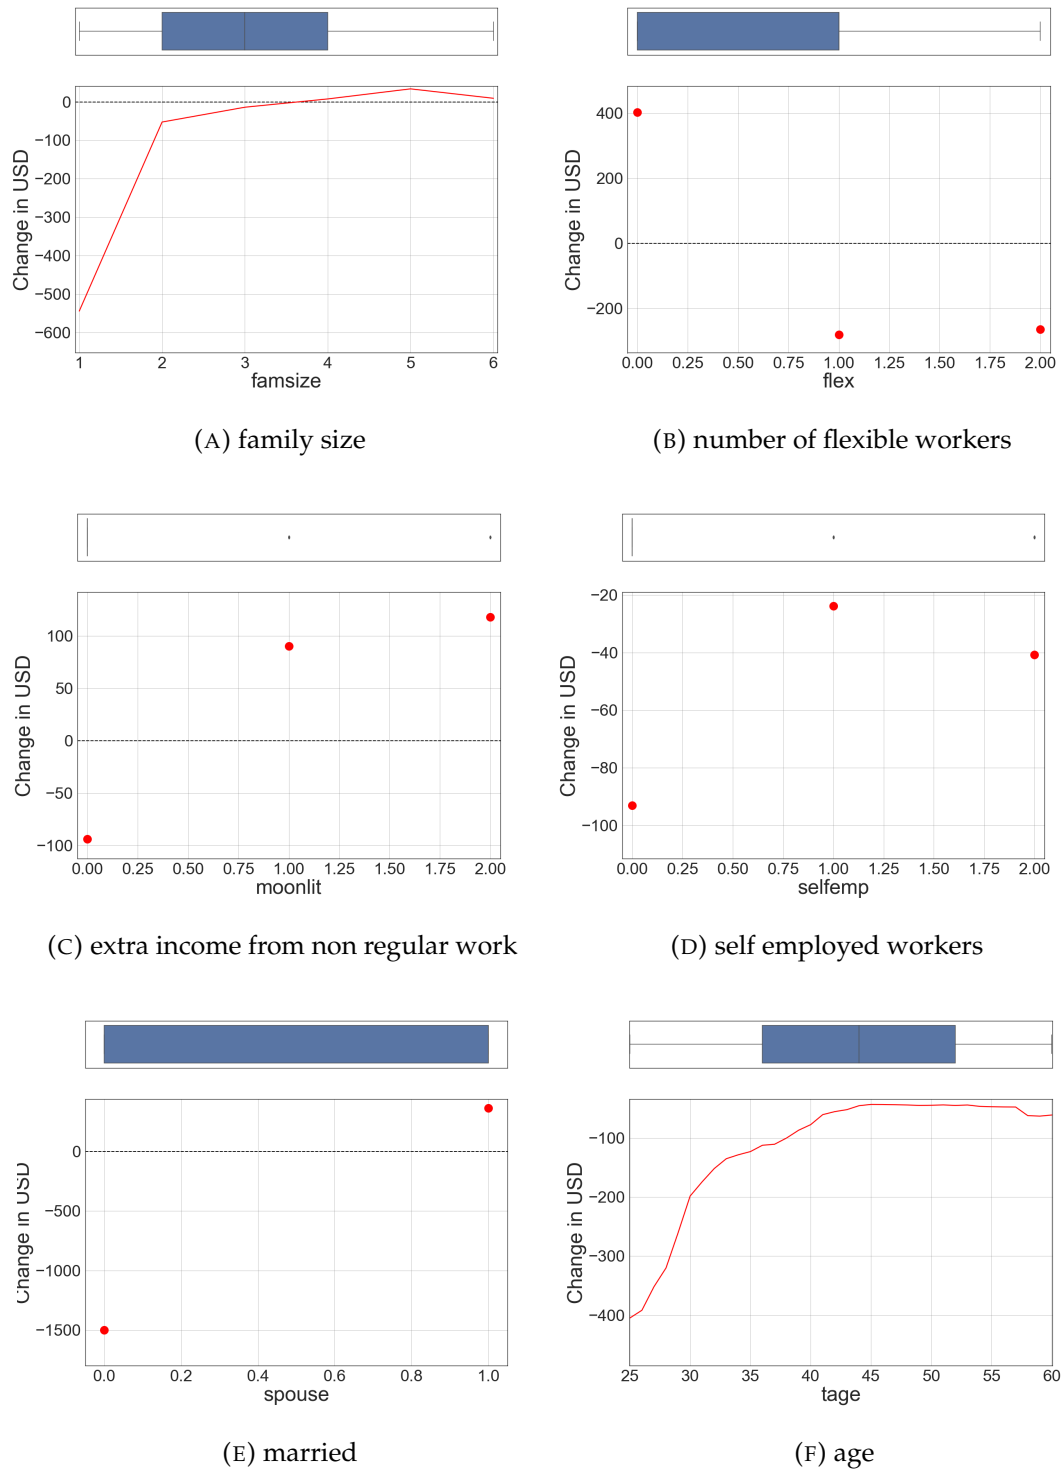 Change in USD
0
−100
−200
−300
−400
−500
−600
1 2 3 4 5 6
famsize
(A) family size
Change in USD
400
200
0
−200
0.00 0.25 0.50 0.75 1.00 1.25 1.50 1.75 2.00
flex
(B) number of flexible workers
Change in USD
100
50
0
−50
−100
0.00 0.25 0.50 0.75 1.00 1.25 1.50 1.75 2.00
moonlit
(C) extra income from non regular work
Change in USD
−20
−40
−60
−80
−100
0.00 0.25 0.50 0.75 1.00 1.25 1.50 1.75 2.00
selfemp
(D) self employed workers
Change in USD
0
−500
−1000
−1500
0.0 0.2 0.4 0.6 0.8 1.0
spouse
(E) married
Change in USD
−100
−200
−300
−400
25 30 35 40 45 50 55 60
tage
(F) age